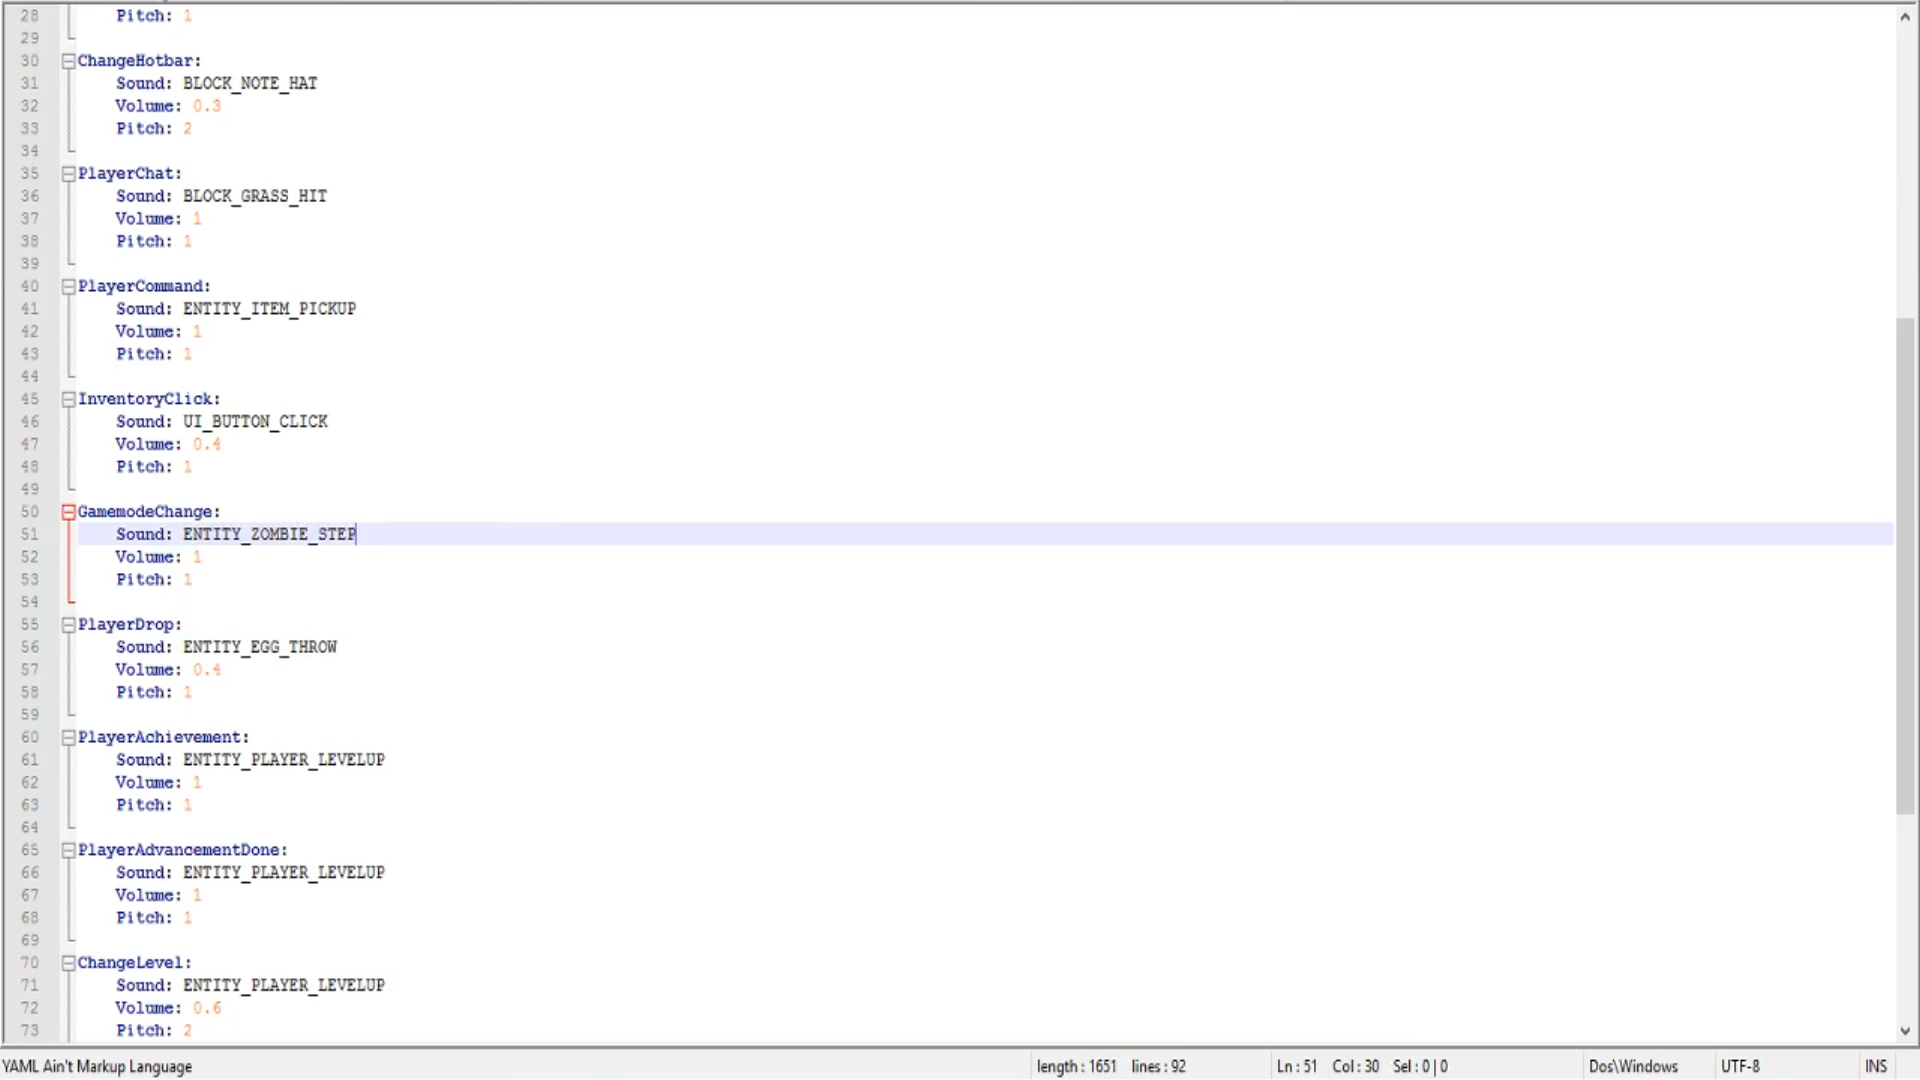 28 Pitch: 1
29
30 ChangeHotbar:
31 Sound: BLOCK_NOTE_HAT
32 Volume: 0.3
33 Pitch: 2
34
35 PlayerChat:
36 Sound: BLOCK_GRASS_HIT
37 Volume: 1
38 Pitch: 1
39
40 PlayerCommand:
41 Sound: ENTITY_ITEM_PICKUP
42 Volume: 1
43 Pitch: 1
44
45 InventoryClick:
46 Sound: UI_BUTTON_CLICK
47 Volume: 0.4
48 Pitch: 1
49
50 GamemodeChange:
51 Sound: ENTITY_ZOMBIE_STEP
52 Volume: 1
53 Pitch: 1
54
55 PlayerDrop:
56 Sound: ENTITY_EGG_THROW
57 Volume: 0.4
58 Pitch: 1
59
60 PlayerAchievement:
61 Sound: ENTITY_PLAYER_LEVELUP
62 Volume: 1
63 Pitch: 1
64
65 PlayerAdvancementDone:
66 Sound: ENTITY_PLAYER_LEVELUP
67 Volume: 1
68 Pitch: 1
69
70 ChangeLevel:
71 Sound: ENTITY_PLAYER_LEVELUP
72 Volume: 0.6
73 Pitch: 2
YAML Ain't Markup Language length : 1651 lines : 92 Ln : 51 Col : 30 Sel : 0 | 0 Dos\Windows UTF-8 INS